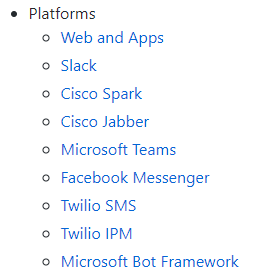 Platforms
Web and Apps
Slack
Cisco Spark
Cisco Jabber
Microsoft Teams
Facebook Messenger
Twilio SMS
Twilio IPM
Microsoft Bot Framework